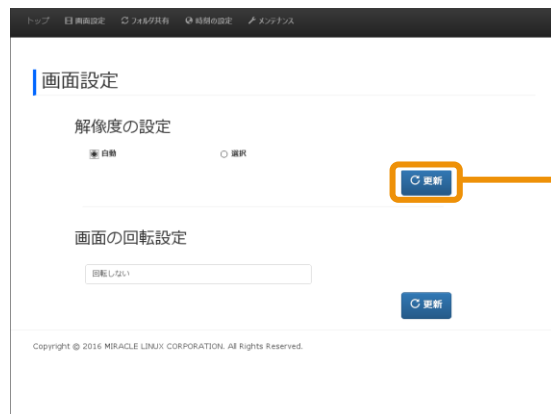 トップ 画面設定 フォルダ共有 時刻の設定 メンテナンス
画面設定
解像度の設定
自動 選択
更新
画面の回転設定
回転しない
更新
Copyright @ 2016 MIRACLE LINUX CORPORATION. All Rights Reserved.